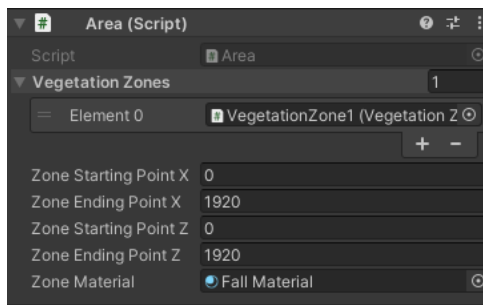 # Area (Script)
Script Area
Vegetation Zones 1
Element 0 VegetationZone1 (Vegetation Z
+ -
Zone Starting Point X 0
Zone Ending Point X 1920
Zone Starting Point Z 0
Zone Ending Point Z 1920
Zone Material Fall Material